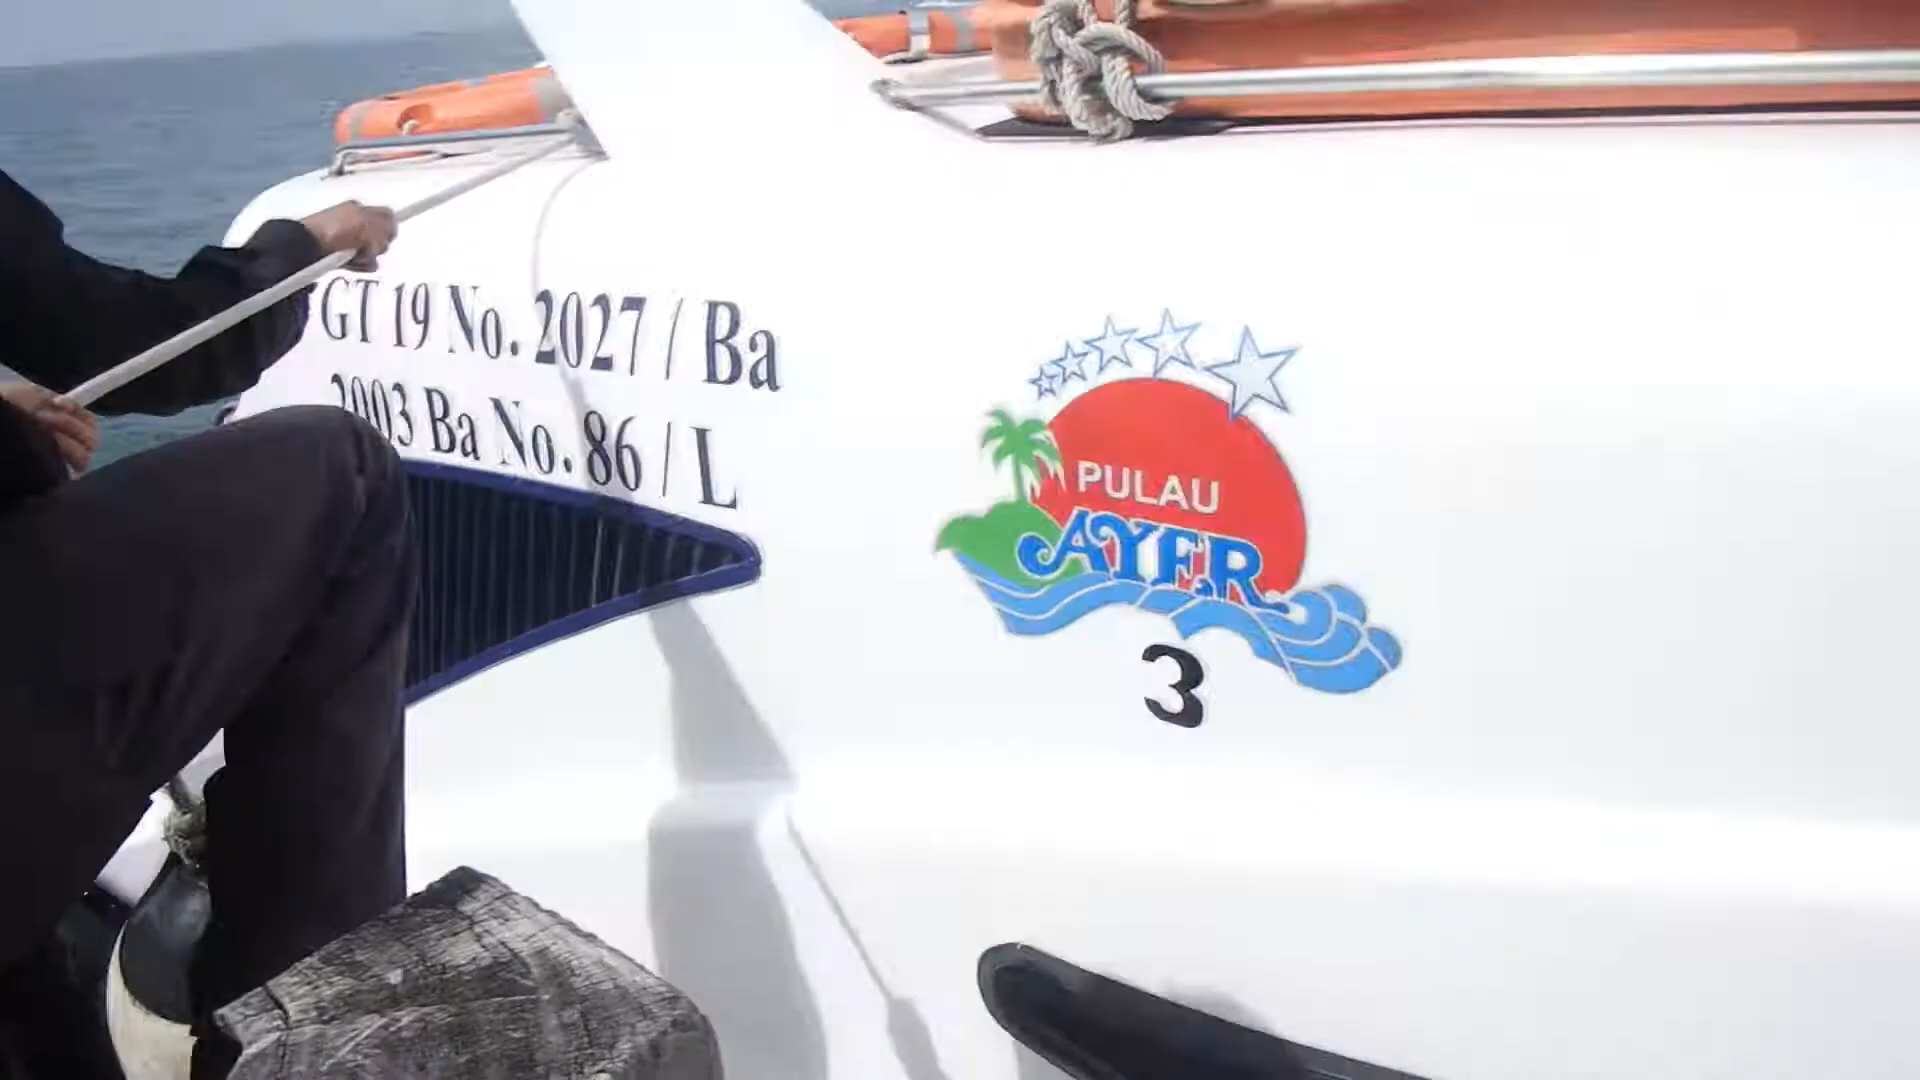 GT 19 No. 2027 / Ba
2003 Ba No. 86 / L
PULAU
AYER
3